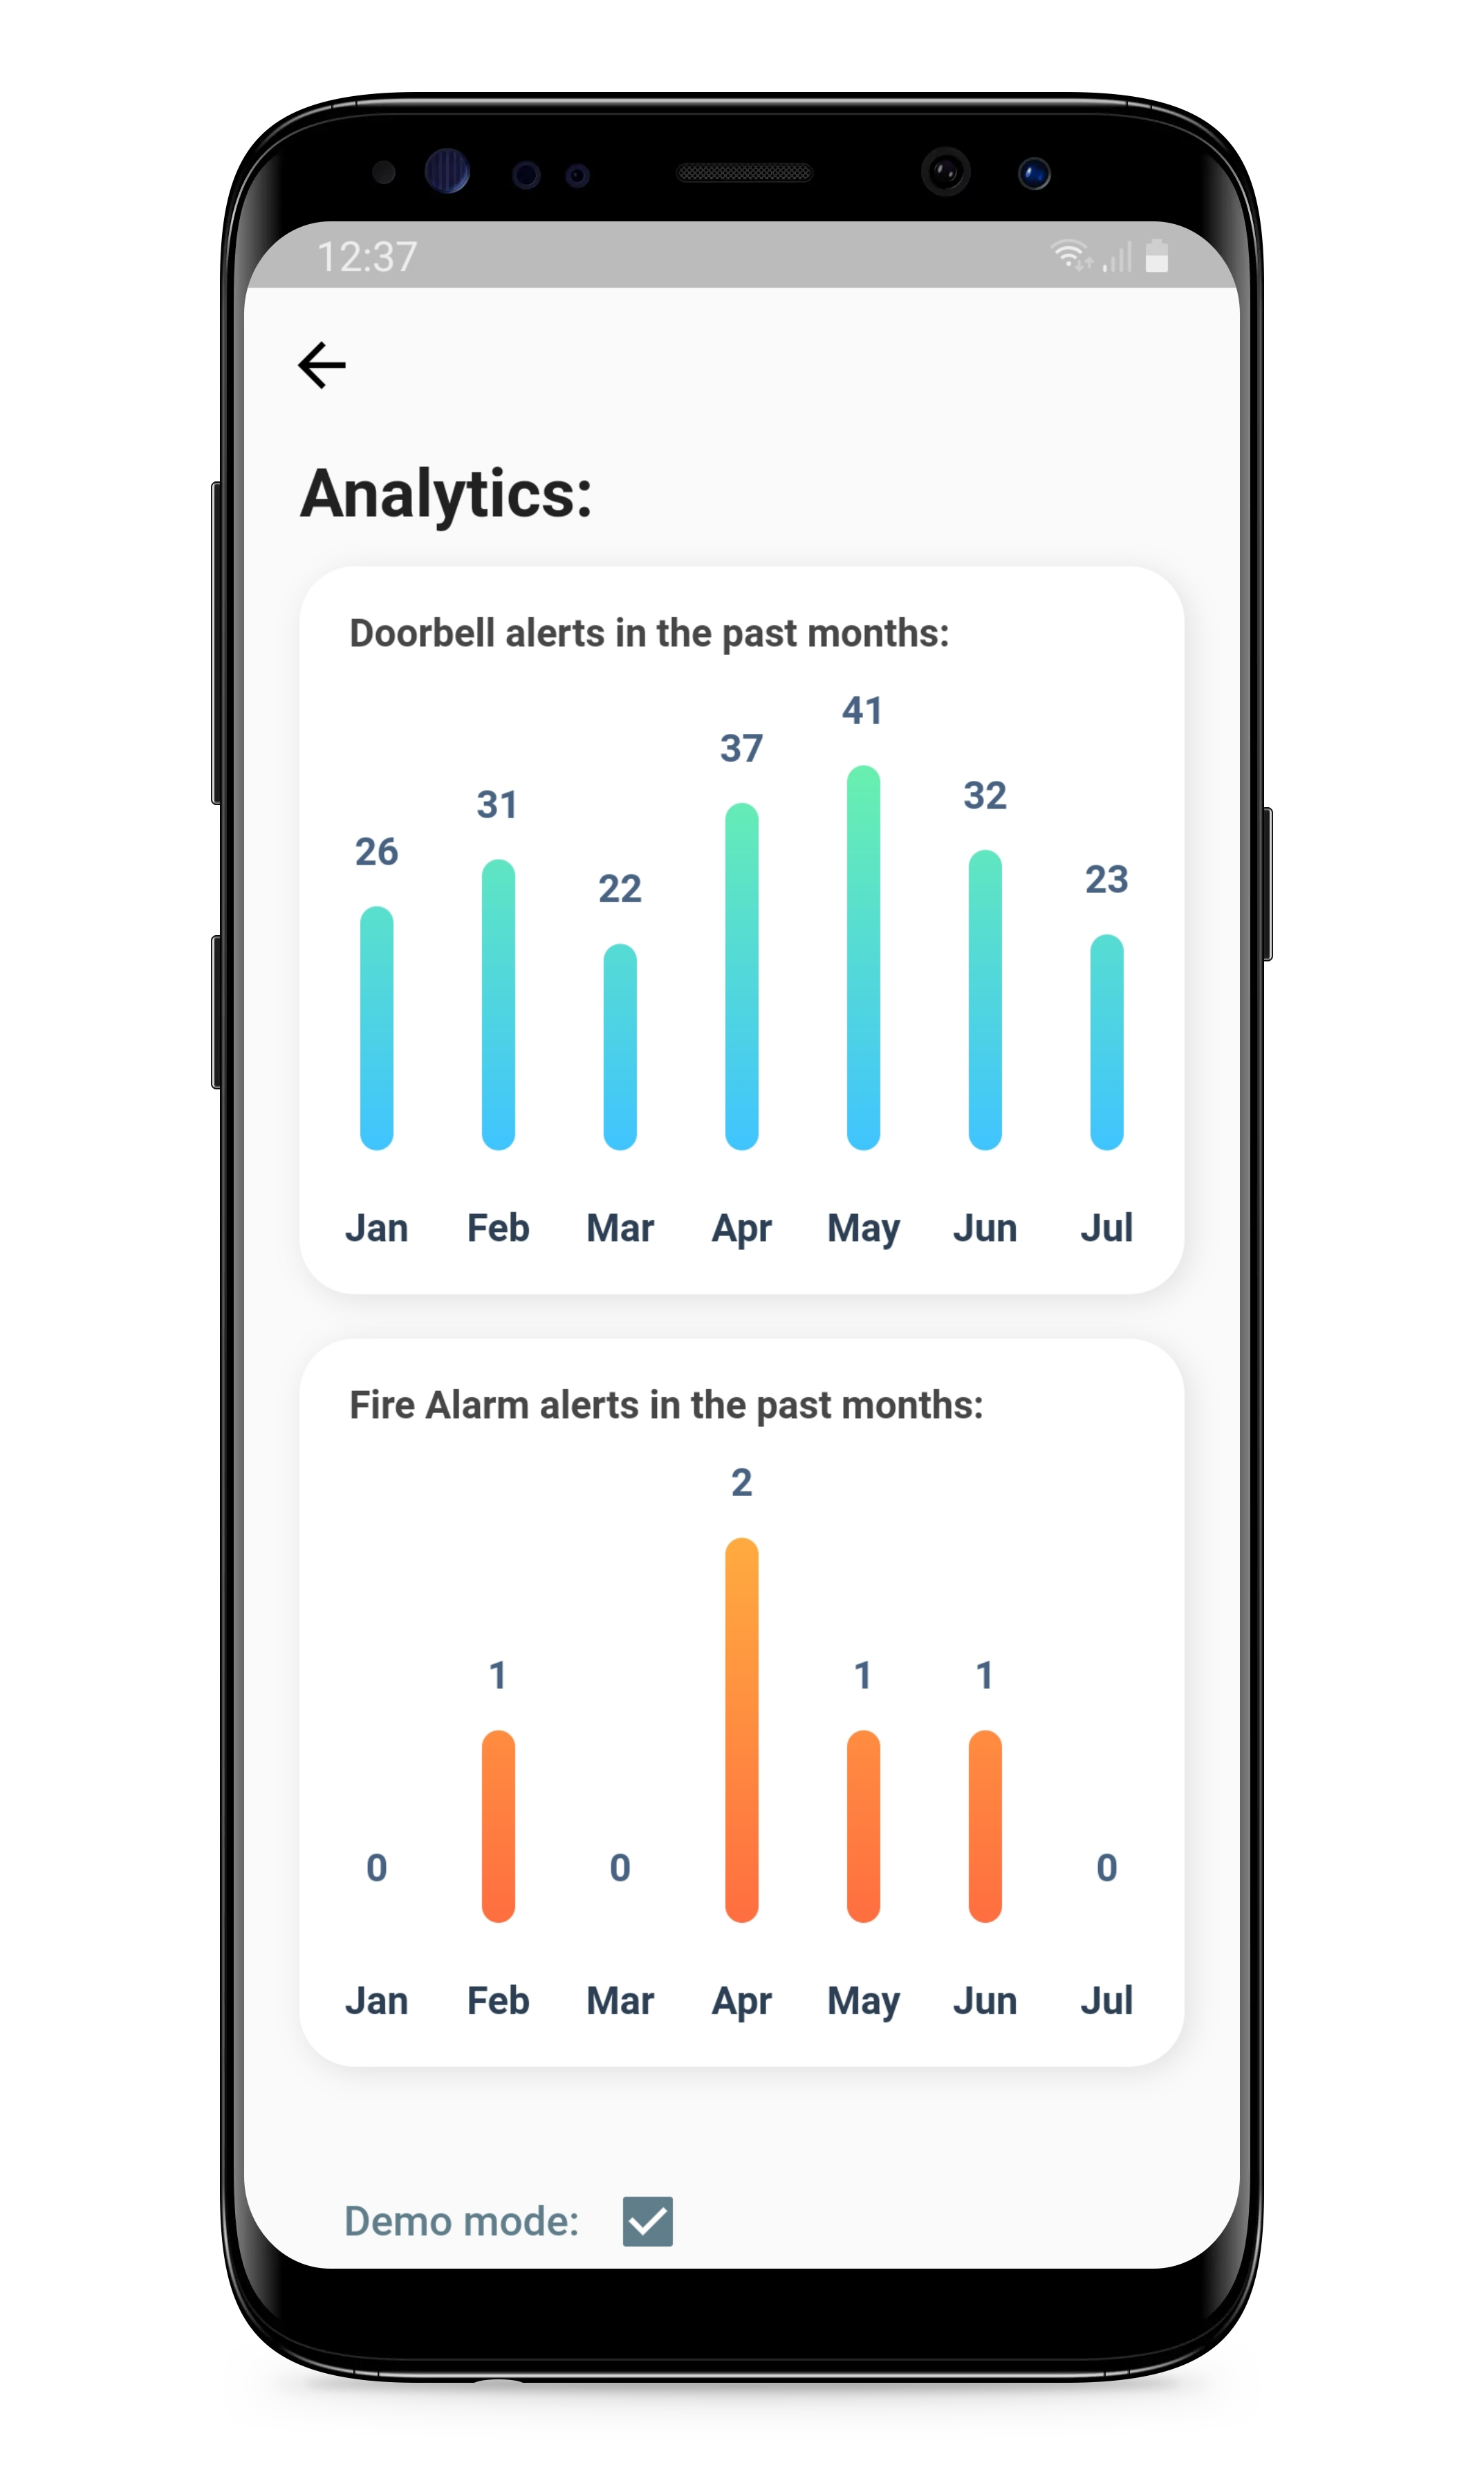 12:37
Analytics:
Doorbell alerts in the past months:
26 31 22 37 41 32 23
Jan Feb Mar Apr May Jun Jul
Fire Alarm alerts in the past months:
0 1 0 2 1 1 0
Jan Feb Mar Apr May Jun Jul
Demo mode: